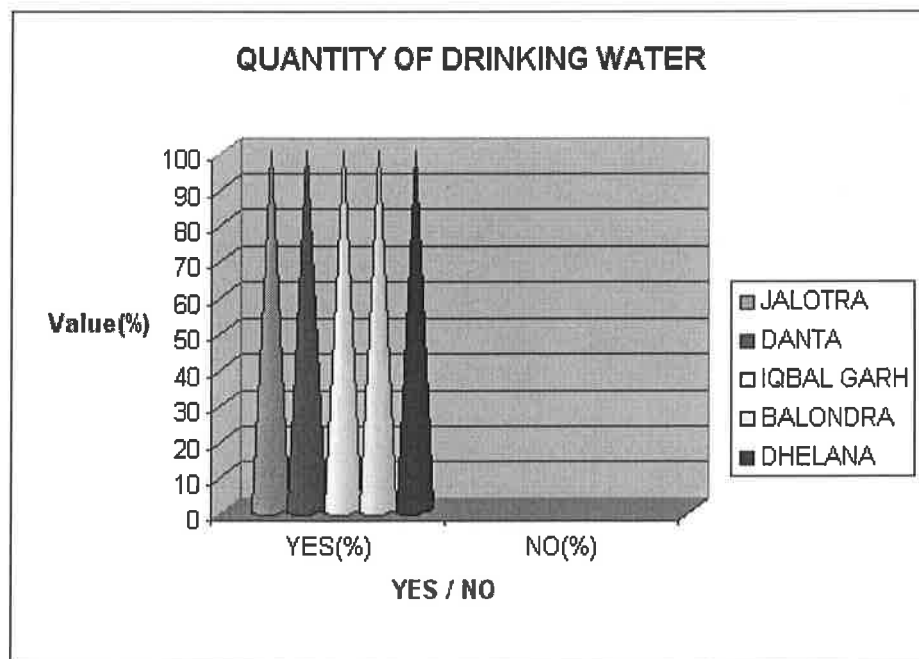 QUANTITY OF DRINKING WATER
100
90
80
70
60
50
40
30
20
10
0
Value(%)
YES(%)
NO(%)
YES / NO
JALOTRA
DANTA
IQBAL GARH
BALONDRA
DHELANA